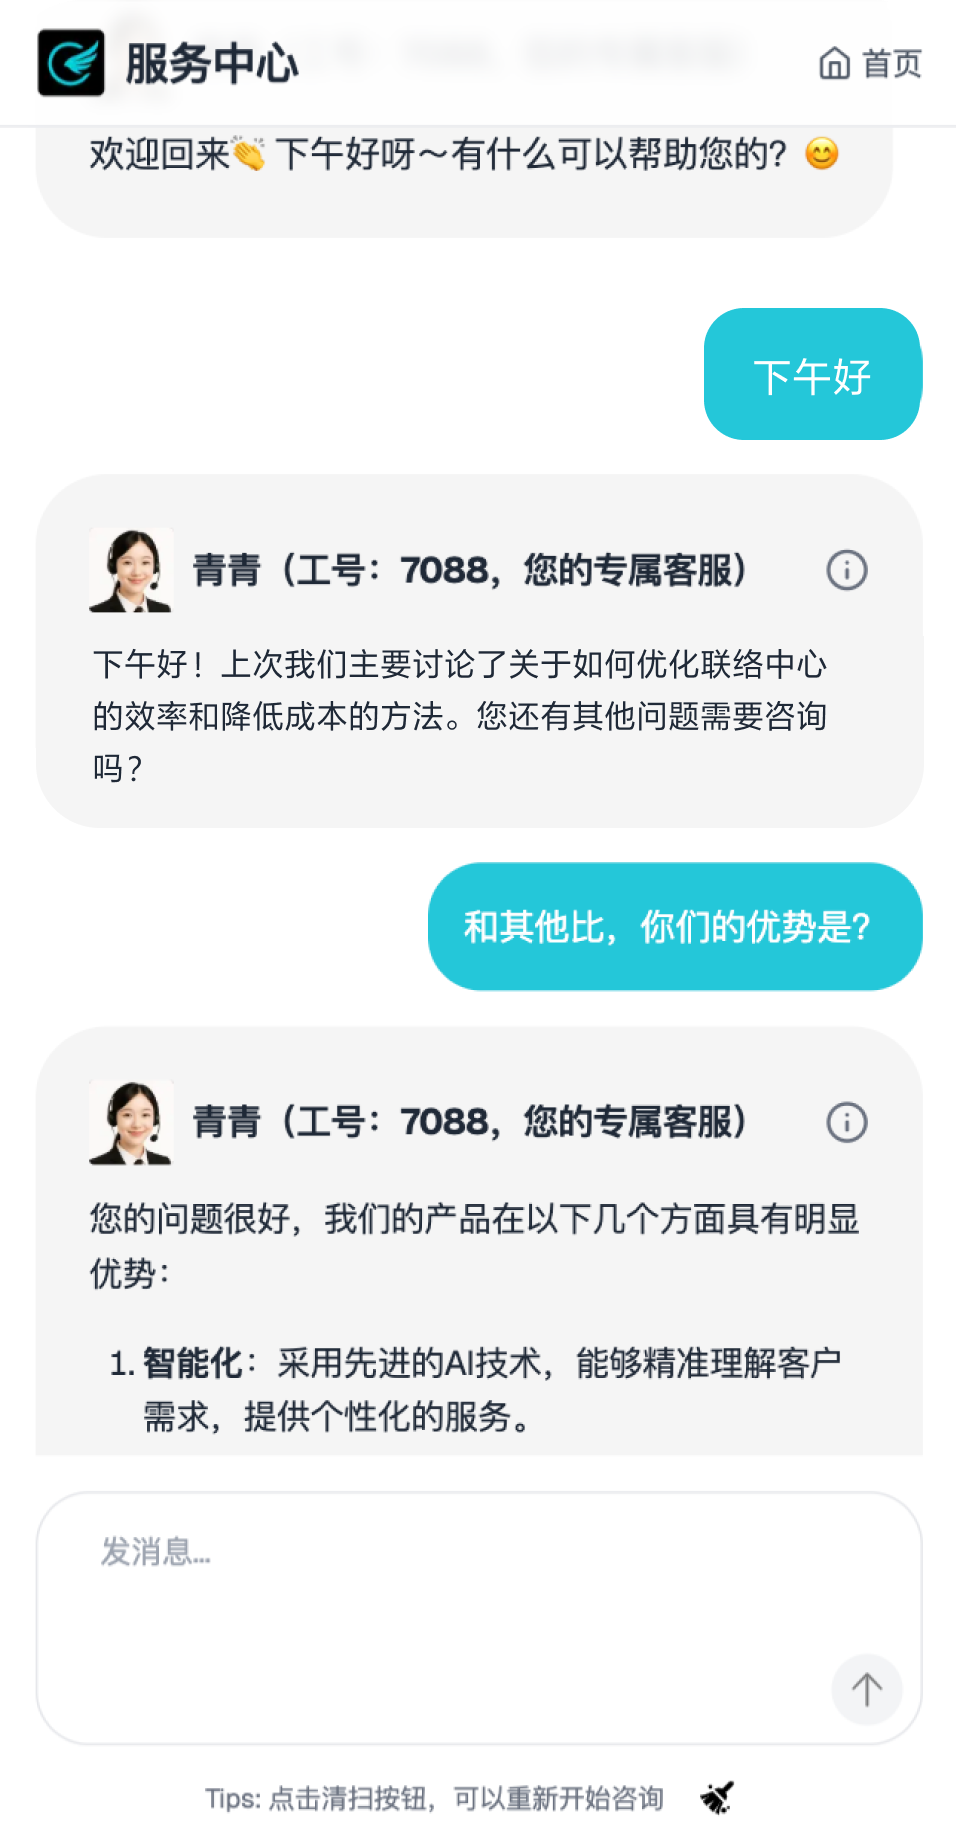 服务中心
首页
欢迎回来👏 下午好呀～有什么可以帮助您的？😊
下午好
青青（工号：7088，您的专属客服）
下午好！上次我们主要讨论了关于如何优化联络中心
的效率和降低成本的方法。您还有其他问题需要咨询
吗？
和其他比，你们的优势是?
青青（工号：7088，您的专属客服）
您的问题很好，我们的产品在以下几个方面具有明显
优势：
1. 智能化：采用先进的AI技术，能够精准理解客户
需求，提供个性化的服务。
发消息...
Tips: 点击清扫按钮，可以重新开始咨询